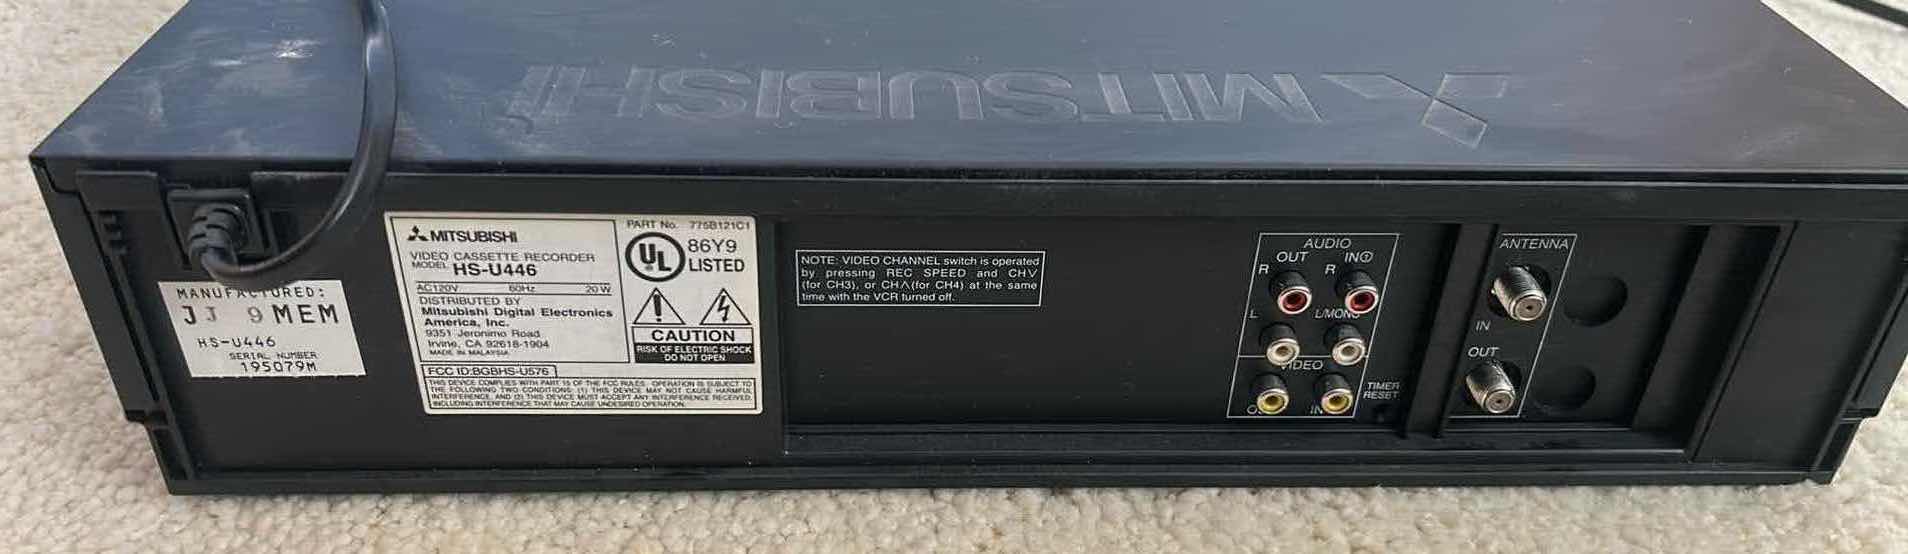 MITSUBISHI
MANUFACTURED:
JJ 9 MEM
HS-U446
SERIAL NUMBER
195079M
MITSUBISHI
VIDEO CASSETTE RECORDER
MODEL HS-U446
AC120V 60Hz 20W
DISTRIBUTED BY
Mitsubishi Digital Electronics
America, Inc.
9351 Jeronimo Road
Irvine, CA 92618-1904
MADE IN MALAYSIA
PART No. 775B121C1
UL
86Y9
LISTED
CAUTION
RISK OF ELECTRIC SHOCK
DO NOT OPEN
FCC ID:BGBHS-U576
THIS DEVICE COMPLIES WITH PART 15 OF THE FCC RULES. OPERATION IS SUBJECT TO
THE FOLLOWING TWO CONDITIONS: (1) THIS DEVICE MAY NOT CAUSE HARMFUL
INTERFERENCE, AND (2) THIS DEVICE MUST ACCEPT ANY INTERFERENCE RECEIVED,
INCLUDING INTERFERENCE THAT MAY CAUSE UNDESIRED OPERATION.
NOTE: VIDEO CHANNEL switch is operated
by pressing REC SPEED and CH∨
(for CH3), or CH∧(for CH4) at the same
time with the VCR turned off.
AUDIO
OUT IN①
R R
L L/MONO
VIDEO
IN
TIMER
RESET
ANTENNA
IN
OUT